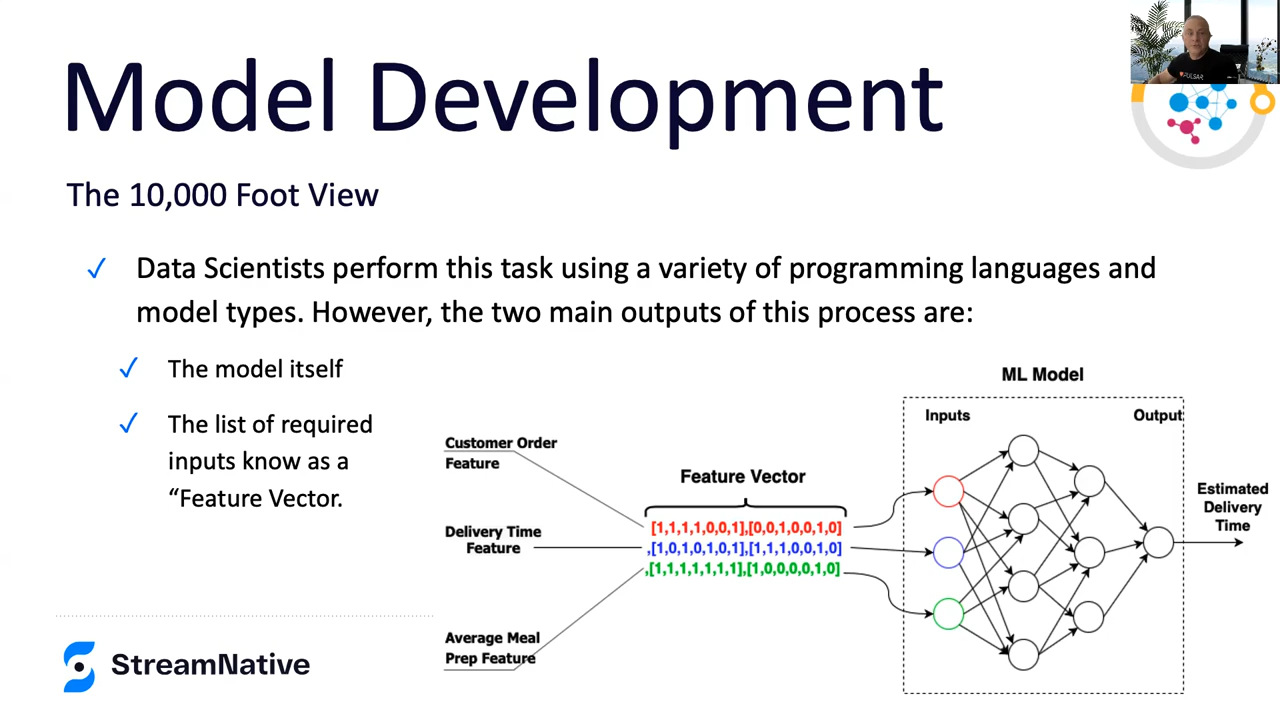 Model Development
PULSAR
The 10,000 Foot View
✓ Data Scientists perform this task using a variety of programming languages and
model types. However, the two main outputs of this process are:
✓ The model itself
✓ The list of required
inputs know as a
“Feature Vector.
ML Model
Inputs
Output
Customer Order
Feature
Feature Vector
Delivery Time
Feature
[1,1,1,1,0,0,1],[0,0,1,0,0,1,0]
,[1,0,1,0,1,0,1],[1,1,1,0,0,1,0]
,[1,1,1,1,1,1,1],[1,0,0,0,0,1,0]
Estimated
Delivery
Time
Average Meal
Prep Feature
StreamNative